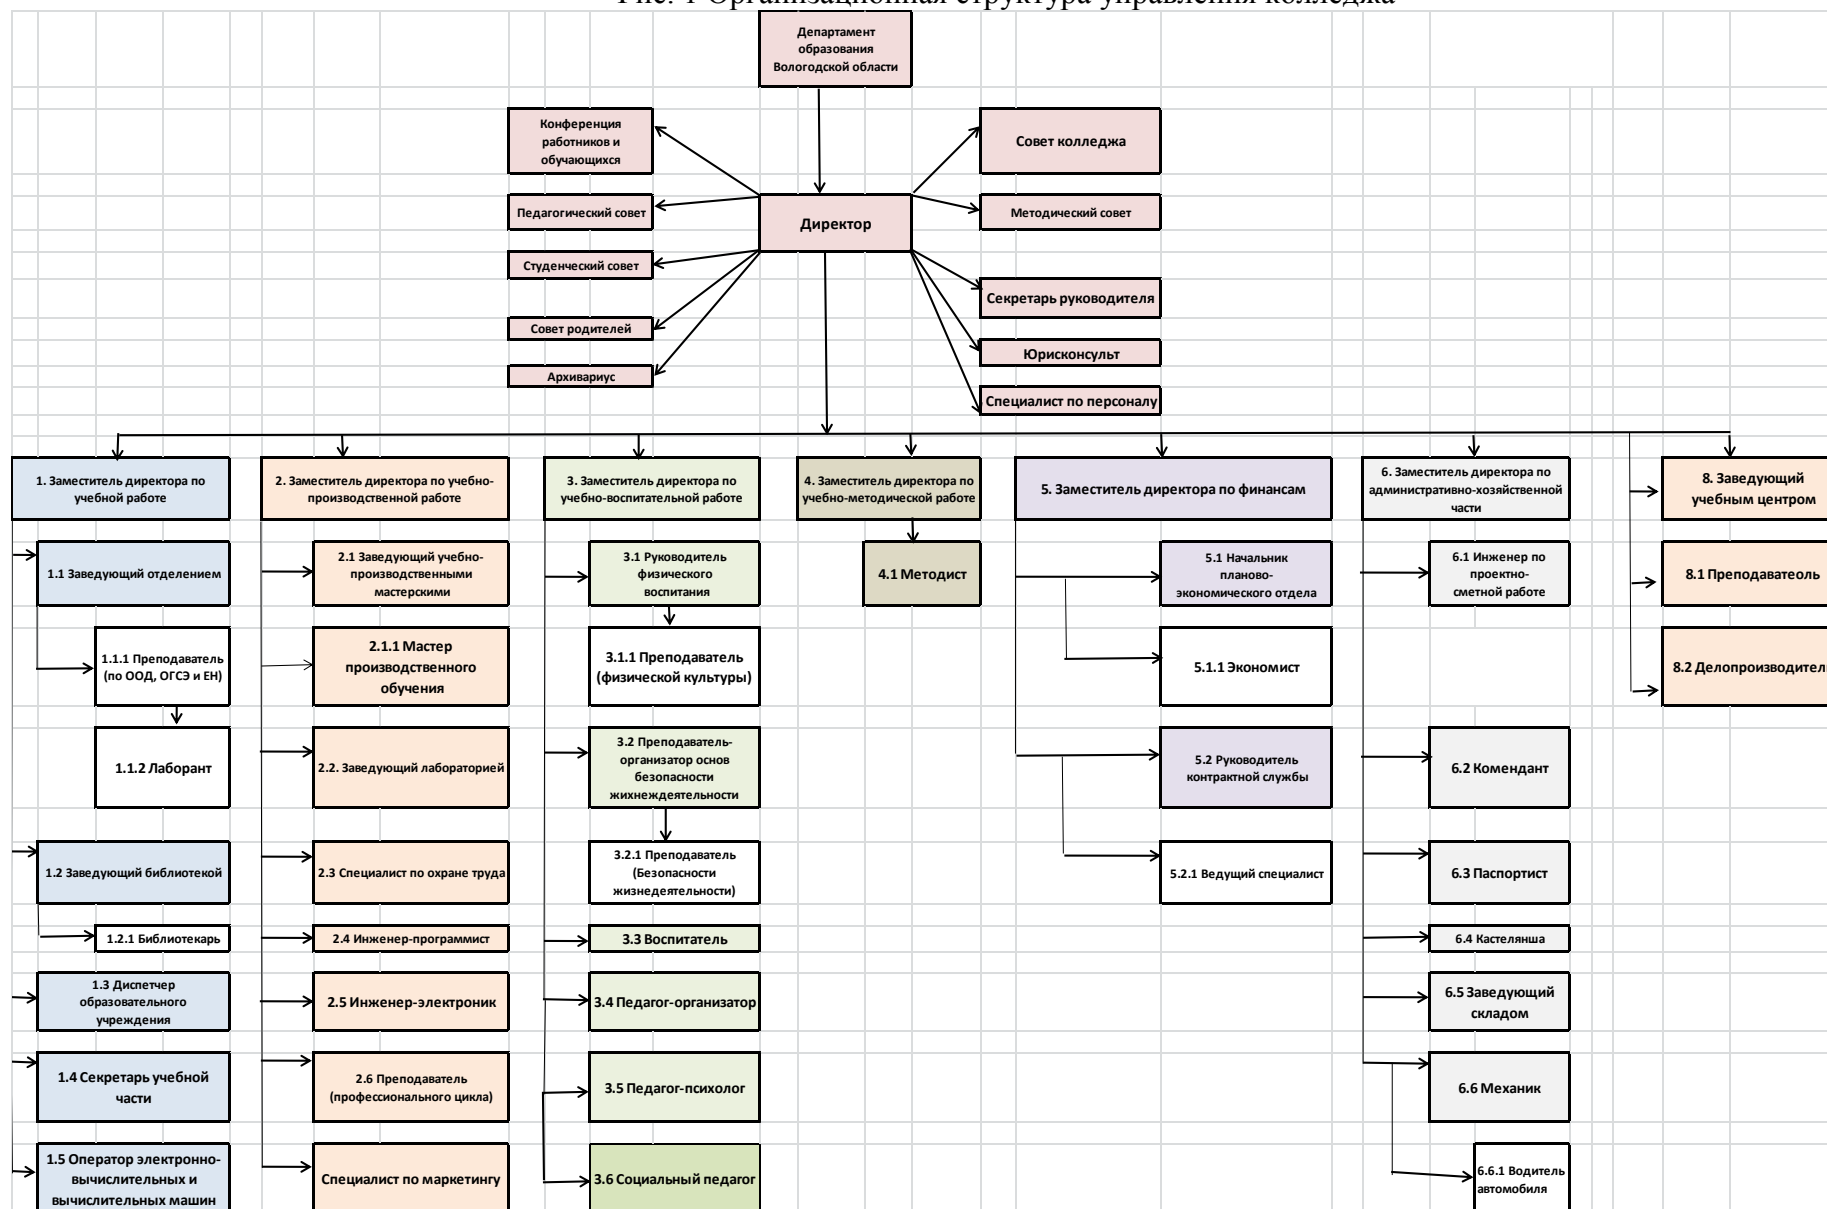 Рис. 1 Организационная структура управления колледжа
Департамент
образования
Вологодской области
Конференция
работников и
обучающихся
Совет колледжа
Педагогический совет
Директор
Методический совет
Студенческий совет
Секретарь руководителя
Совет родителей
Юрисконсульт
Архивариус
Специалист по персоналу
1. Заместитель директора по
учебной работе
2. Заместитель директора по учебно-
производственной работе
3. Заместитель директора по
учебно-воспитательной работе
4. Заместитель директора по
учебно-методической работе
5. Заместитель директора по финансам
6. Заместитель директора по
административно-хозяйственной
части
8. Заведующий
учебным центром
1.1 Заведующий отделением
2.1 Заведующий учебно-
производственными
мастерскими
3.1 Руководитель
физического
воспитания
4.1 Методист
5.1 Начальник
планово-
экономического отдела
6.1 Инженер по
проектно-
сметной работе
8.1 Преподаватеоль
1.1.1 Преподаватель
(по ООД, ОГСЭ и ЕН)
2.1.1 Мастер
производственного
обучения
3.1.1 Преподаватель
(физической культуры)
5.1.1 Экономист
8.2 Делопроизводитель
1.1.2 Лаборант
2.2. Заведующий лабораторией
3.2 Преподаватель-
организатор основ
безопасности
жихнеждеятельности
5.2 Руководитель
контрактной службы
6.2 Комендант
1.2 Заведующий библиотекой
2.3 Специалист по охране труда
3.2.1 Преподаватель
(Безопасности
жизнедеятельности)
5.2.1 Ведущий специалист
6.3 Паспортист
1.2.1 Библиотекарь
2.4 Инженер-программист
3.3 Воспитатель
6.4 Кастелянша
1.3 Диспетчер
образовательного
учреждения
2.5 Инженер-электроник
3.4 Педагог-организатор
6.5 Заведующий
складом
1.4 Секретарь учебной
части
2.6 Преподаватель
(профессионального цикла)
3.5 Педагог-психолог
6.6 Механик
1.5 Оператор электронно-
вычислительных и
вычислительных машин
Специалист по маркетингу
3.6 Социальный педагог
6.6.1 Водитель
автомобиля